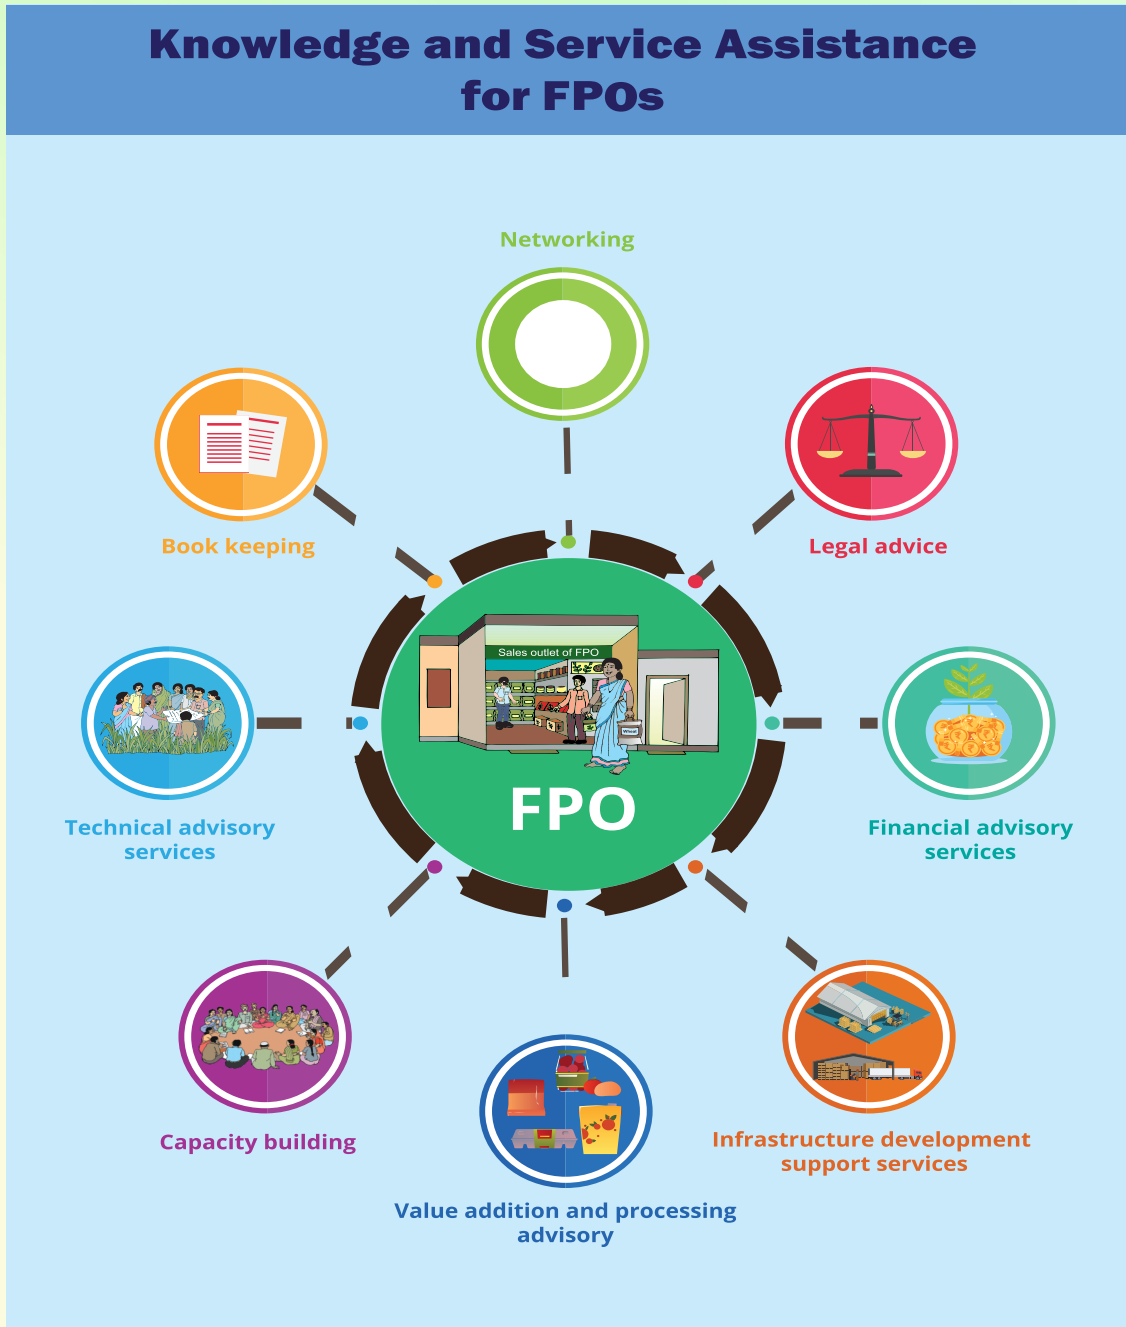 Knowledge and Service Assistance
for FPOs
Networking
Book keeping
Legal advice
Sales outlet of FPO
Wheat
FPO
Technical advisory
services
Financial advisory
services
Capacity building
Infrastructure development
support services
Value addition and processing
advisory